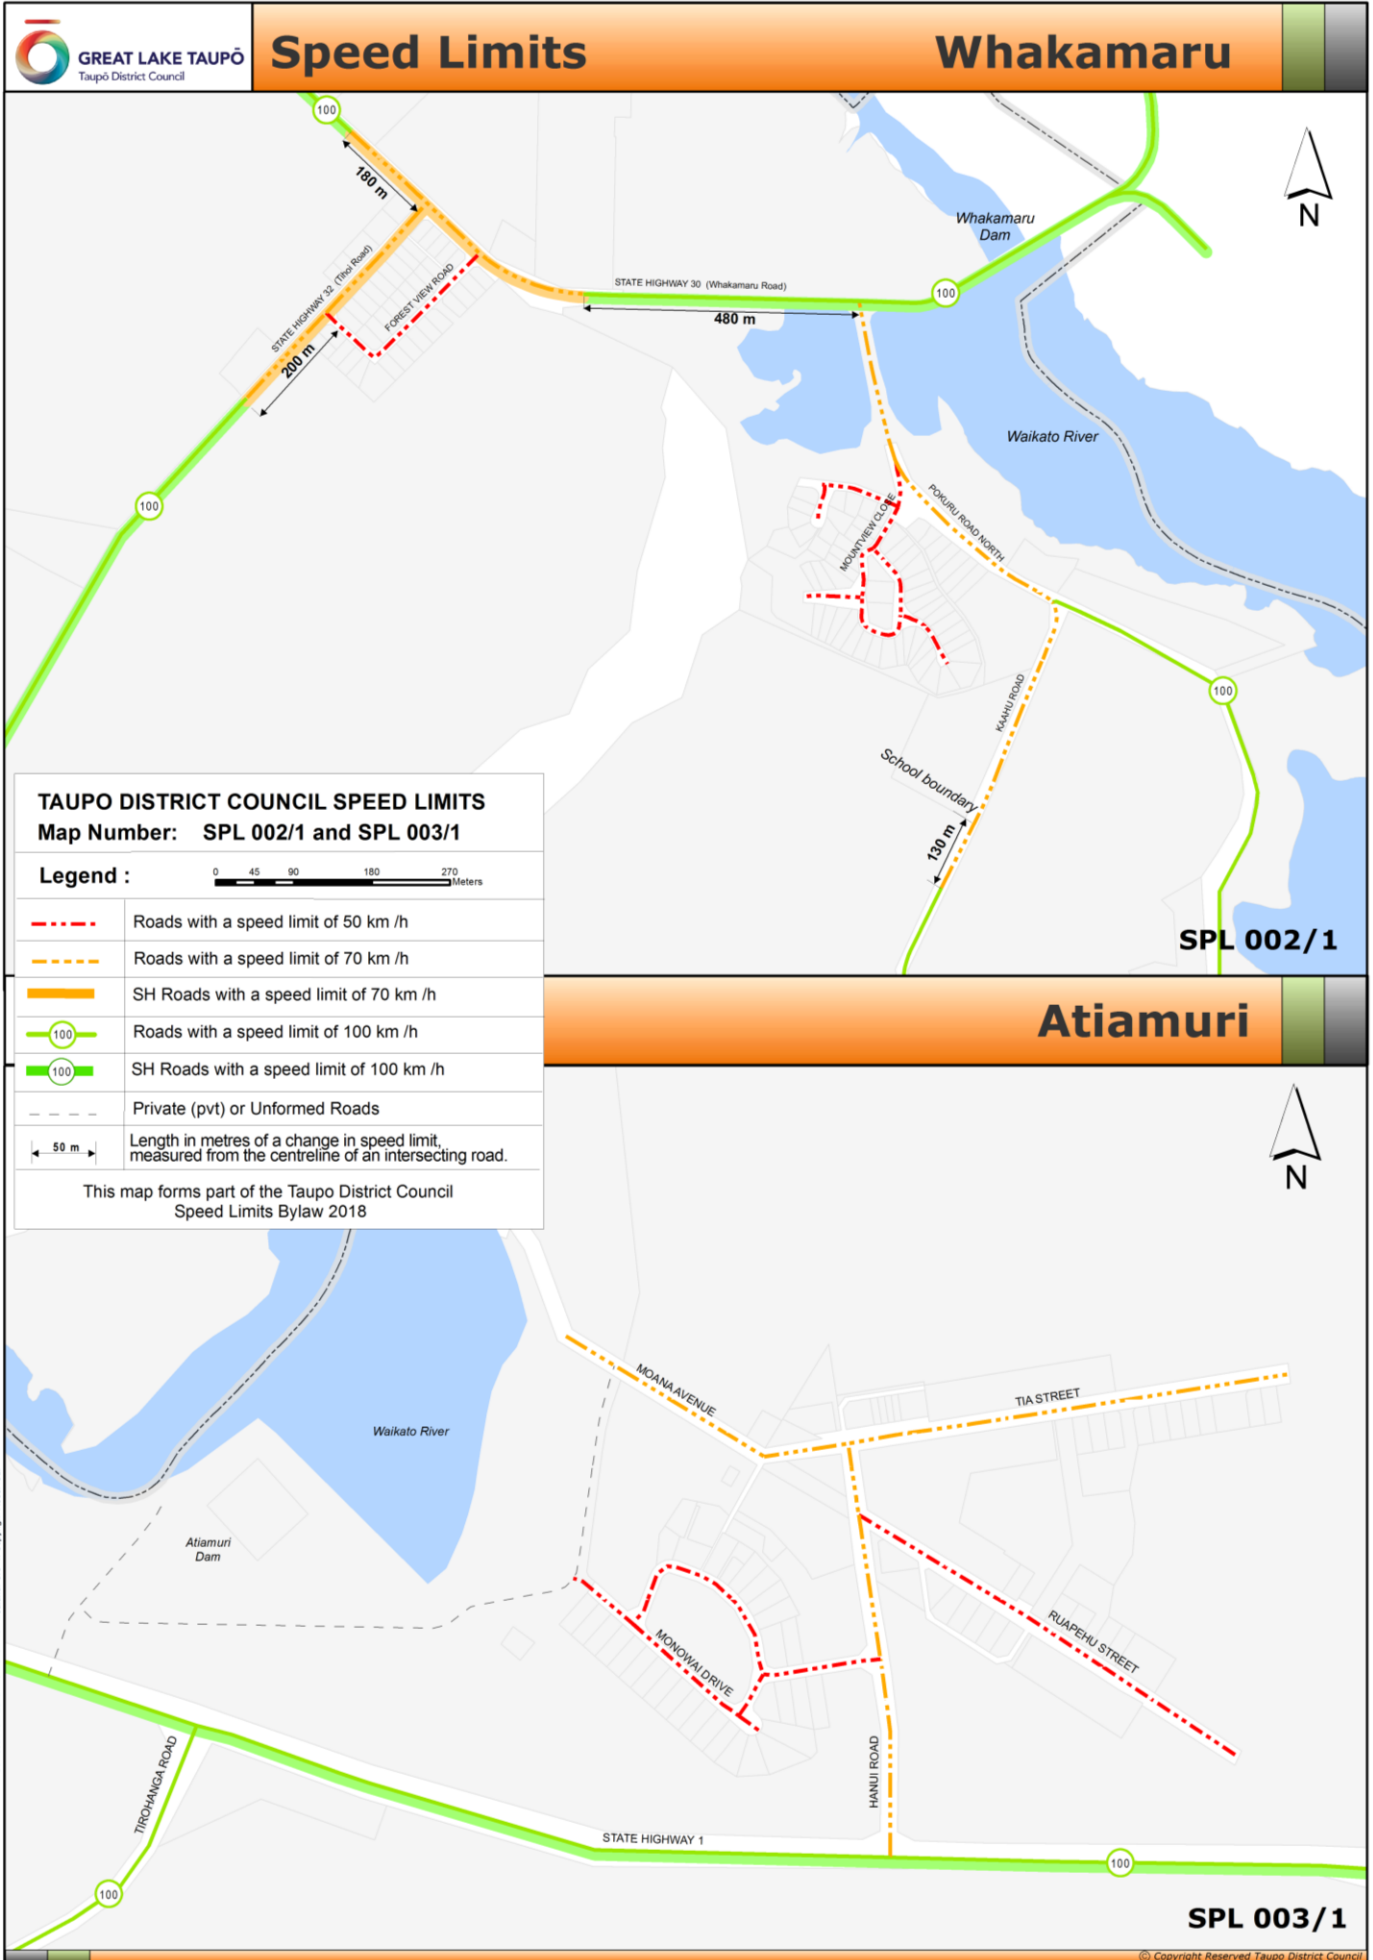 GREAT LAKE TAUPŌ
Taupō District Council
Speed Limits
Whakamaru
100
180 m
N
Whakamaru
Dam
STATE HIGHWAY 32 (Tihoi Road)
FOREST VIEW ROAD
STATE HIGHWAY 30 (Whakamaru Road)
100
480 m
200 m
Waikato River
100
MOUNTVIEW CLOSE
POKURU ROAD NORTH
KAAHU ROAD
100
School boundary
130 m
SPL 002/1
TAUPO DISTRICT COUNCIL SPEED LIMITS
Map Number: SPL 002/1 and SPL 003/1
Legend :
0 45 90 180 270
Meters
Roads with a speed limit of 50 km /h
Roads with a speed limit of 70 km /h
SH Roads with a speed limit of 70 km /h
100 Roads with a speed limit of 100 km /h
100 SH Roads with a speed limit of 100 km /h
Private (pvt) or Unformed Roads
50 m
Length in metres of a change in speed limit,
measured from the centreline of an intersecting road.
This map forms part of the Taupo District Council
Speed Limits Bylaw 2018
Atiamuri
N
MOANA AVENUE
TIA STREET
Waikato River
Atiamuri
Dam
MONOWAI DRIVE
RUAPEHU STREET
HANUI ROAD
TIROHANGA ROAD
STATE HIGHWAY 1
100
100
SPL 003/1
© Copyright Reserved Taupo District Council